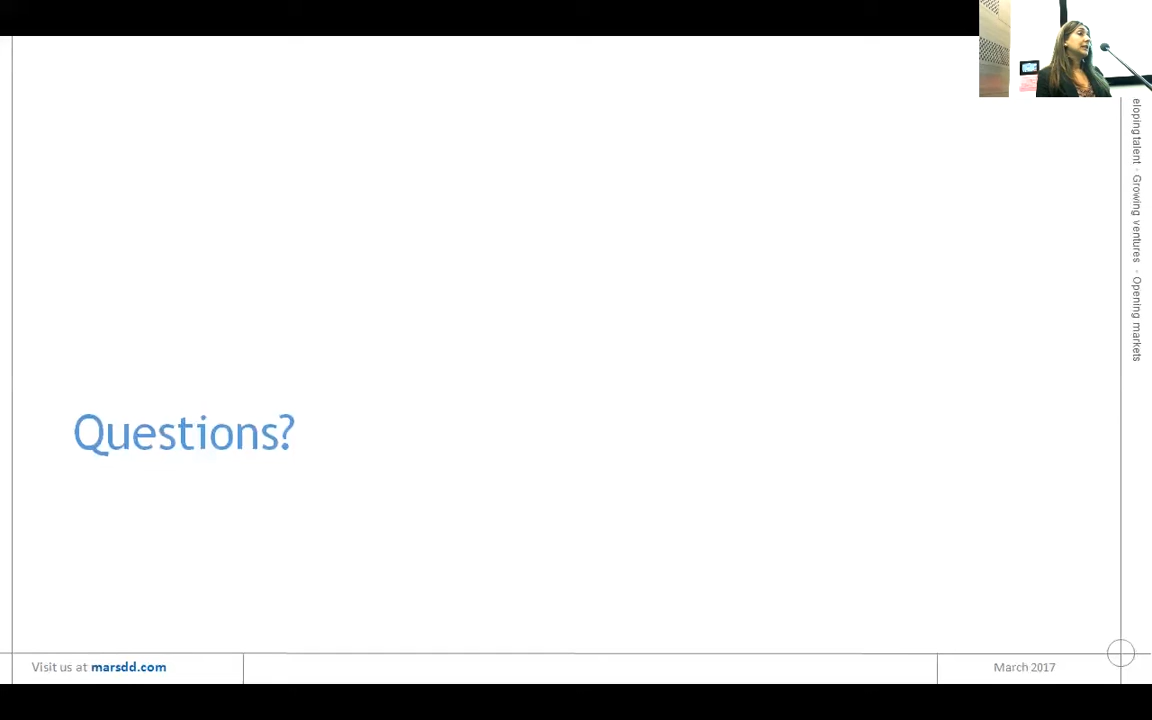 eloping talent - Growing ventures - Opening markets
Questions?
Visit us at marsdd.com
March 2017